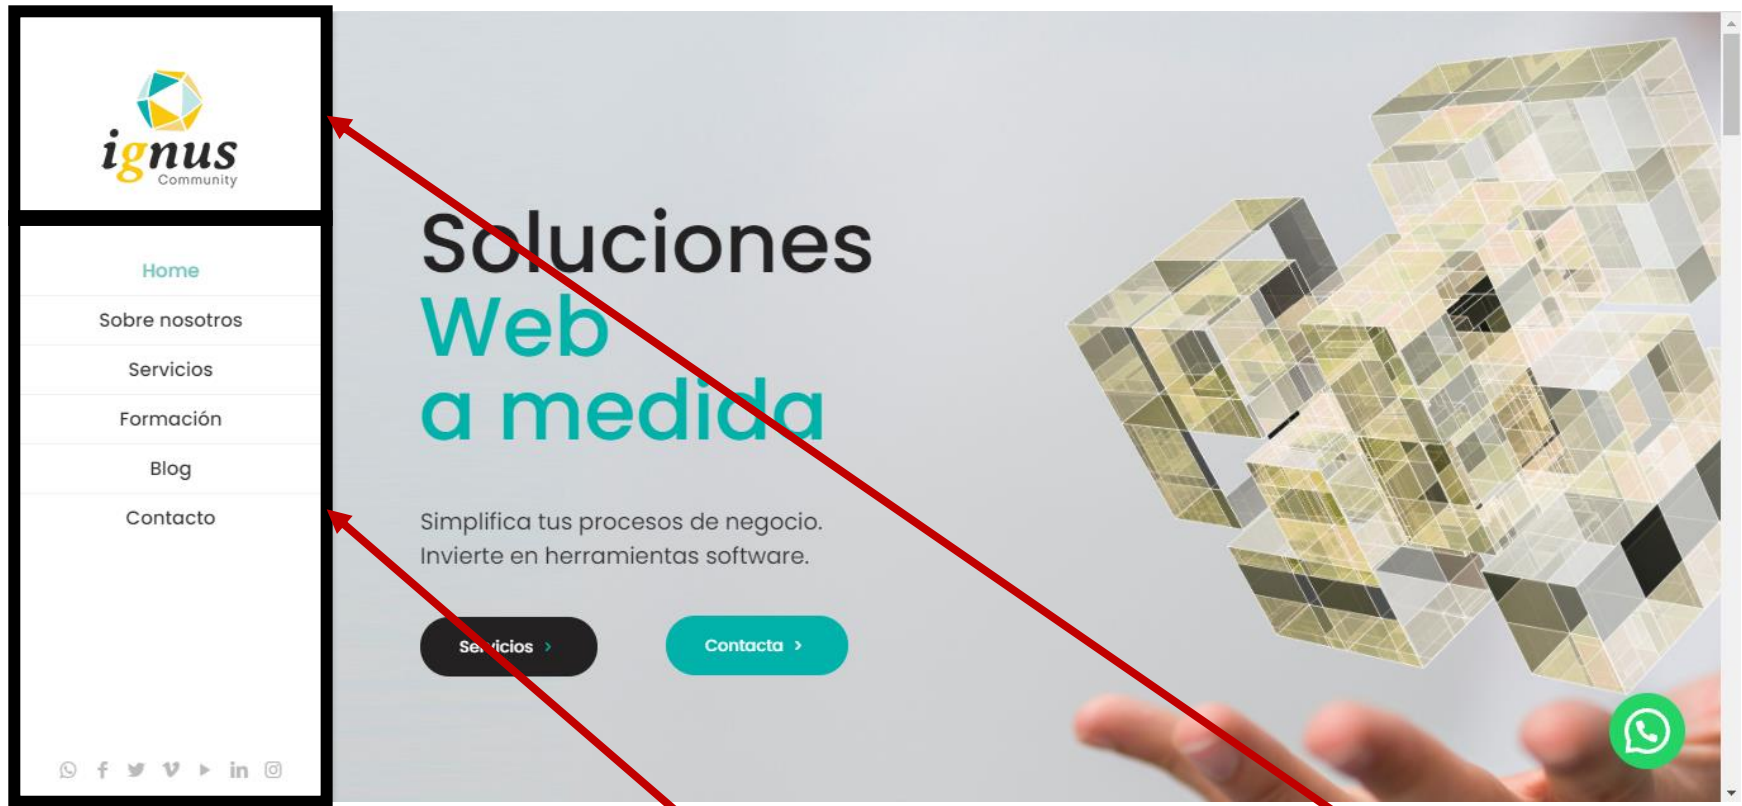 ignus
Community
Home
Sobre nosotros
Servicios
Formación
Blog
Contacto
Soluciones
Web
a medida
Simplifica tus procesos de negocio.
Invierte en herramientas software.
Servicios >
Contacta >